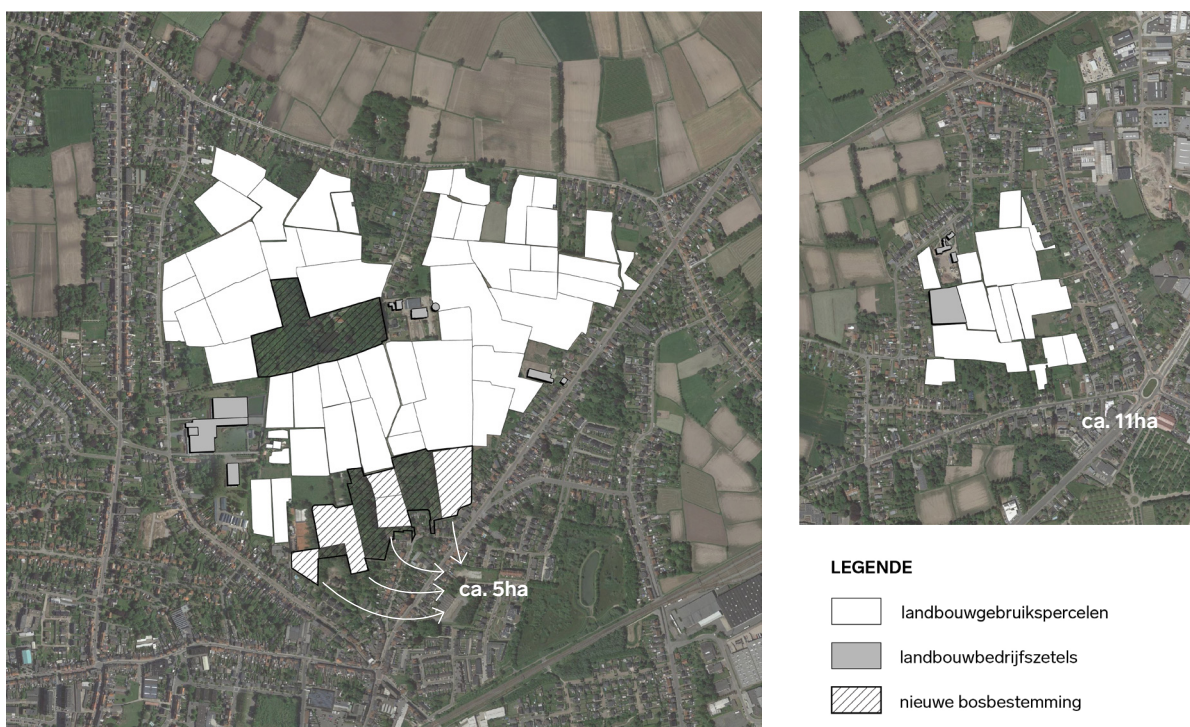 ca. 5ha
ca. 11ha
LEGENDE
landbouwgebruikspercelen
landbouwbedrijfszetels
nieuwe bosbestemming